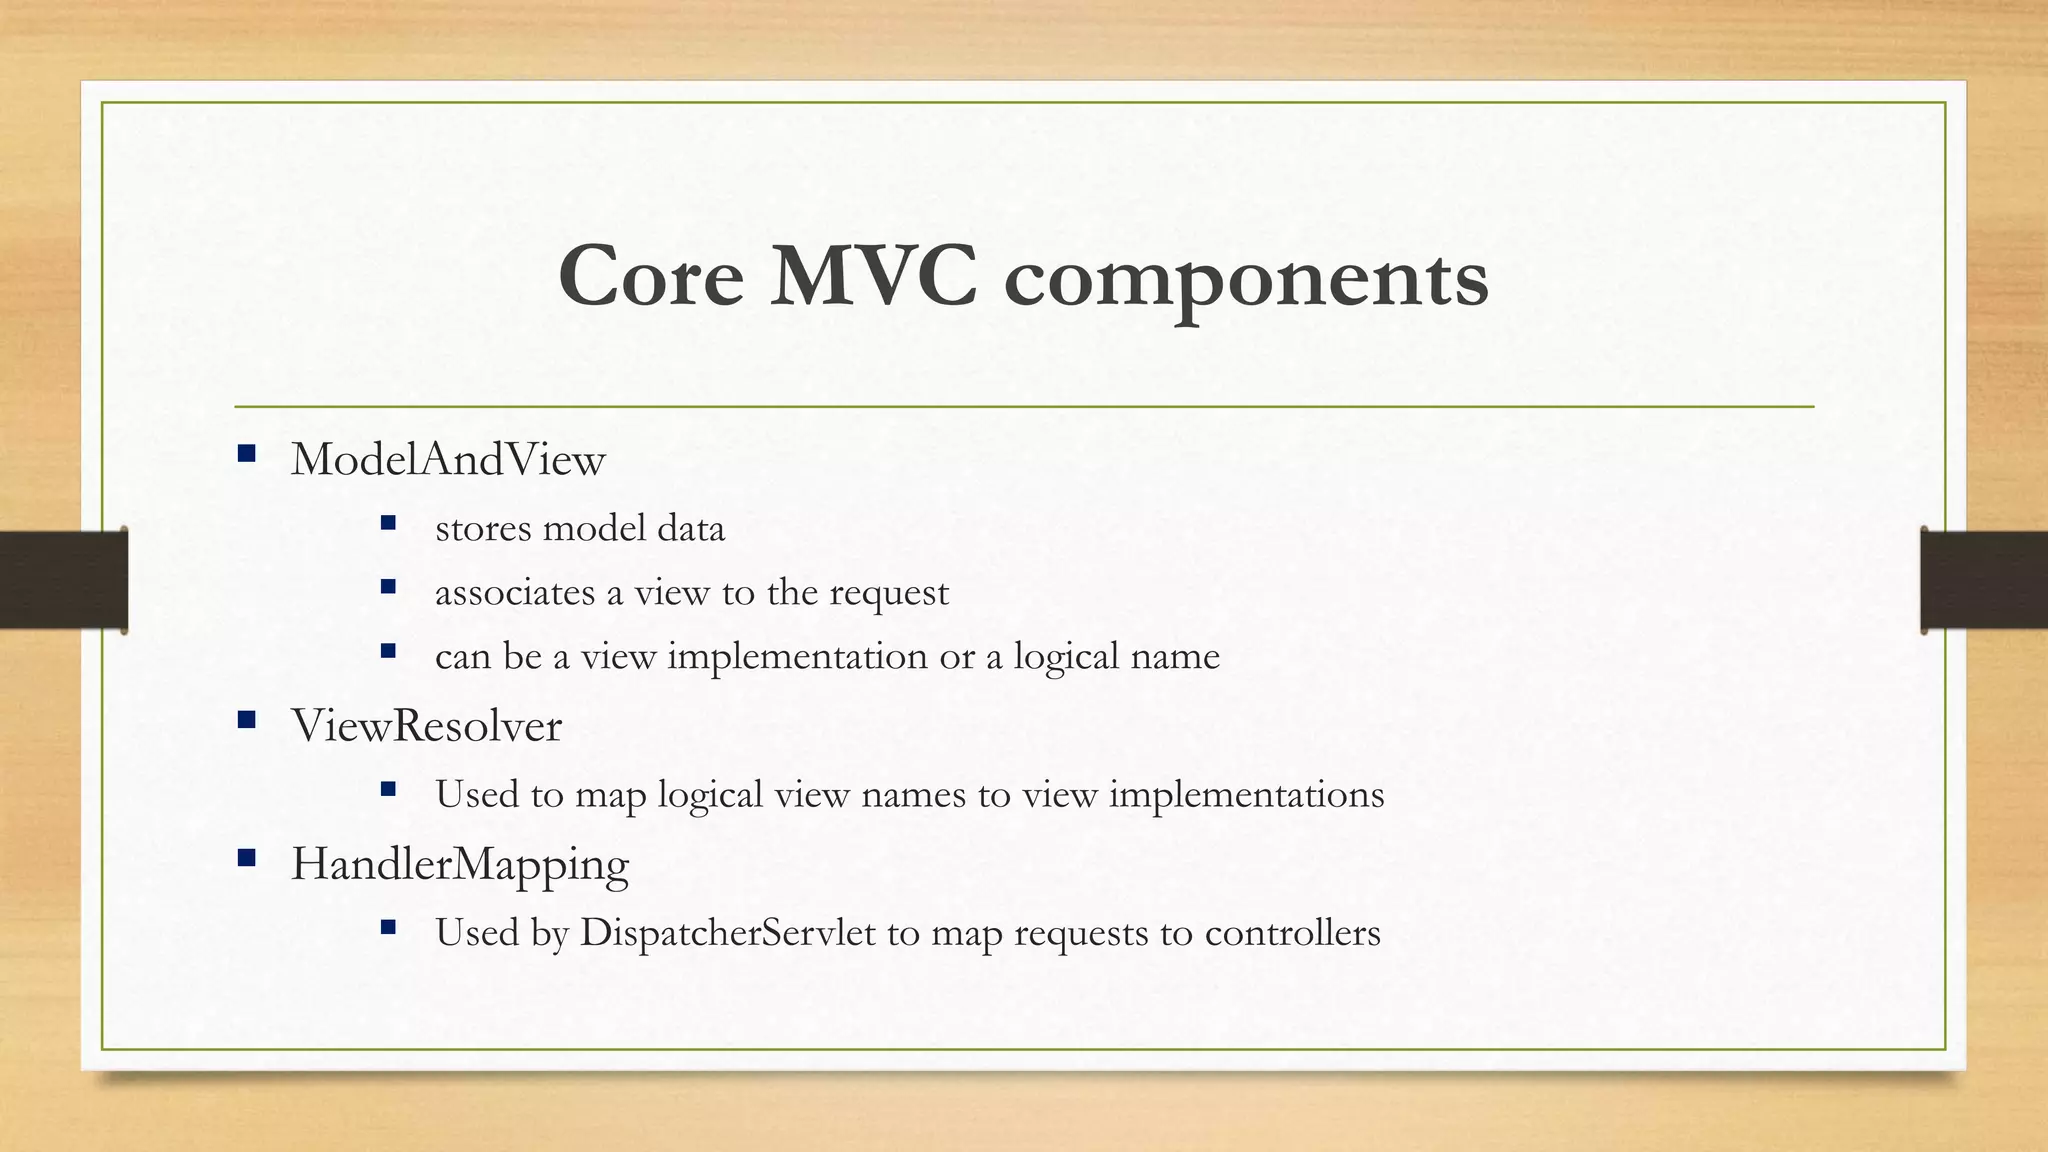 Core MVC components
▪ ModelAndView
▪ stores model data
▪ associates a view to the request
▪ can be a view implementation or a logical name
▪ ViewResolver
▪ Used to map logical view names to view implementations
▪ HandlerMapping
▪ Used by DispatcherServlet to map requests to controllers